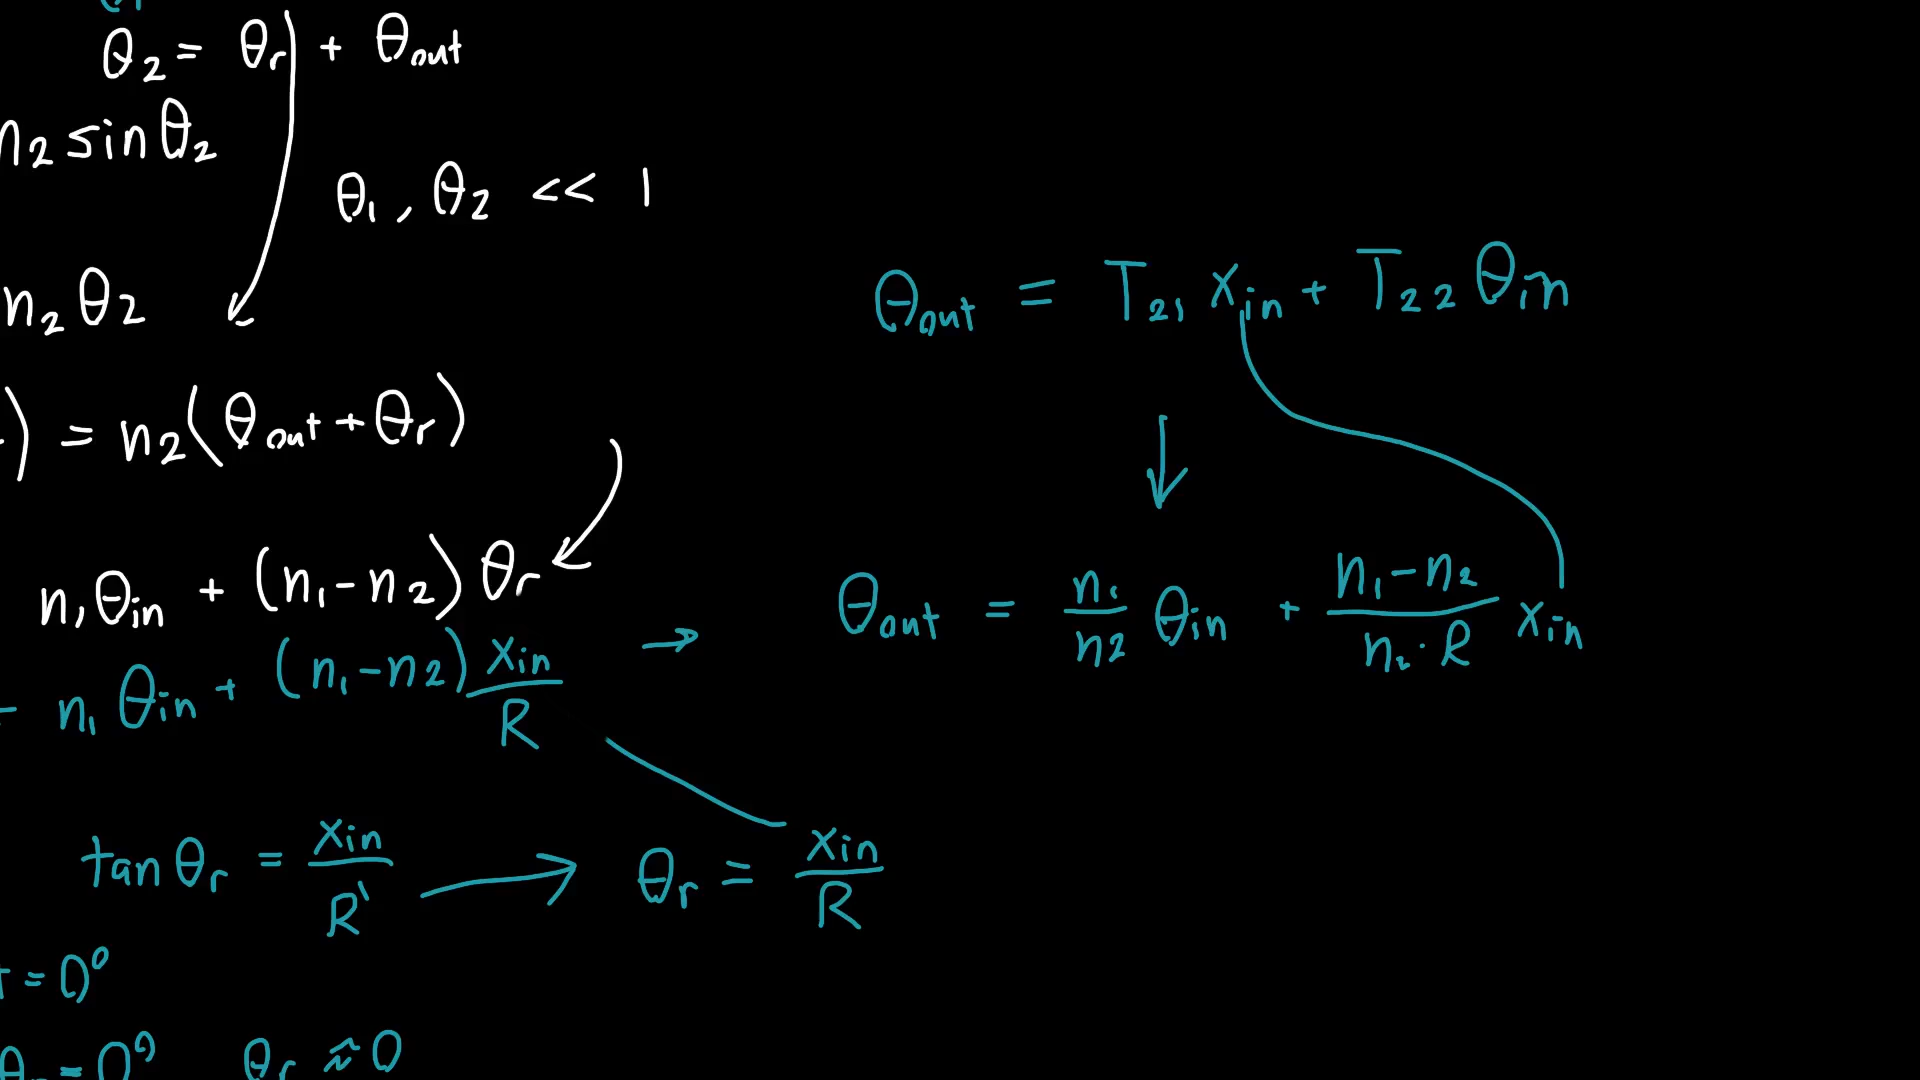 θ₂ = θᵣ + θout
n₂ sin θ₂
θ₁, θ₂ << 1
n₂ θ₂
) = n₂(θout + θr)
n₁θin + (n₁-n₂) θr
n₁ θin + (n₁-n₂) xin/R →
tan θr = xin/R' → θr = xin/R
= 0°
= 0° θr ≈ 0
θout = T₂₁ xin + T₂₂ θin
↓
θout = n₁/n₂ θin + (n₁-n₂)/(n₂·R) xin